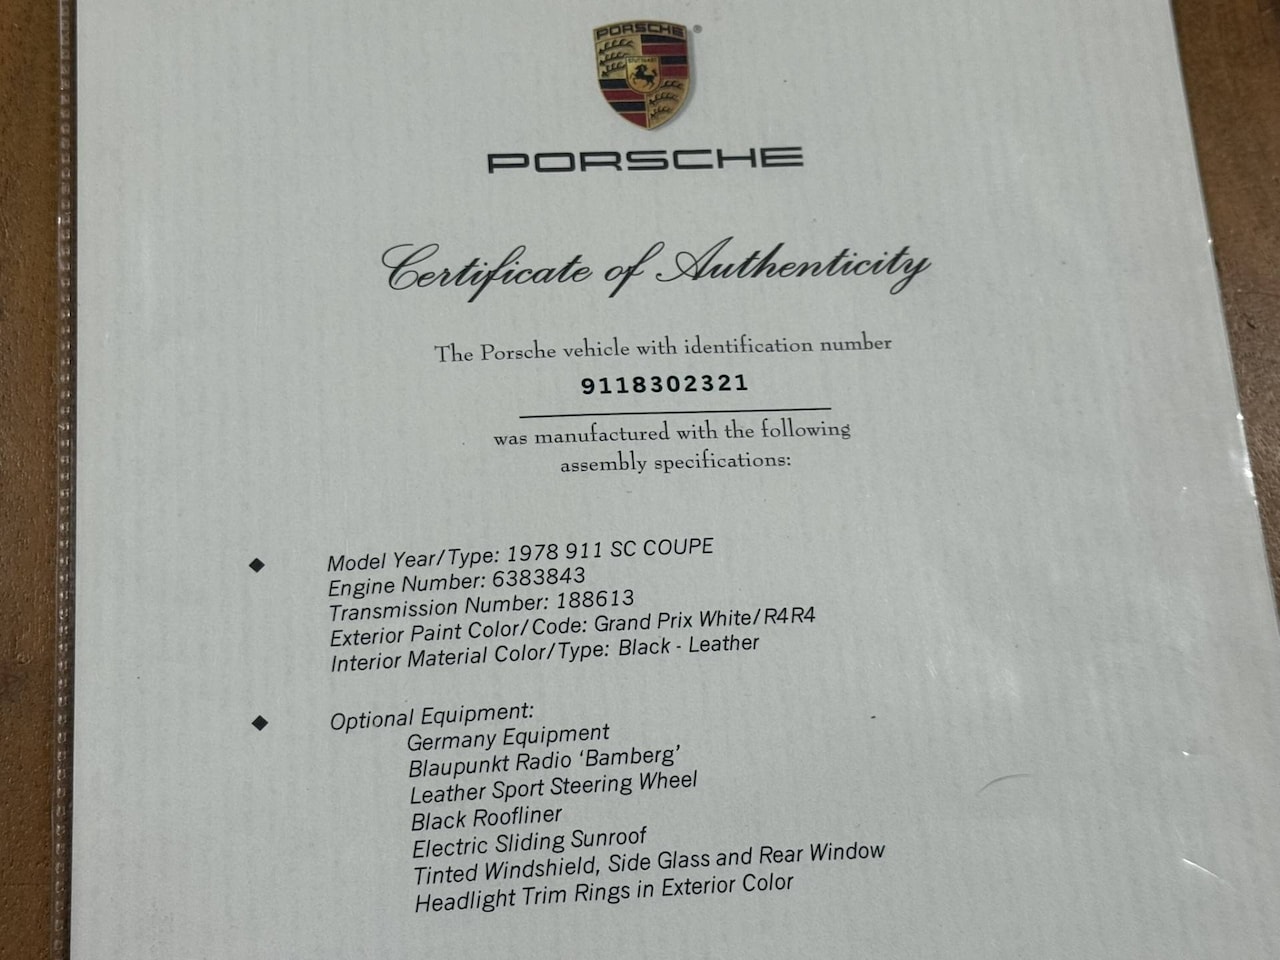 PORSCHE
STUTTGART
®
PORSCHE
Certificate of Authenticity
The Porsche vehicle with identification number
9118302321
was manufactured with the following
assembly specifications:
◆ Model Year/Type: 1978 911 SC COUPE
Engine Number: 6383843
Transmission Number: 188613
Exterior Paint Color/Code: Grand Prix White/R4R4
Interior Material Color/Type: Black - Leather
◆ Optional Equipment:
Germany Equipment
Blaupunkt Radio ‘Bamberg’
Leather Sport Steering Wheel
Black Roofliner
Electric Sliding Sunroof
Tinted Windshield, Side Glass and Rear Window
Headlight Trim Rings in Exterior Color